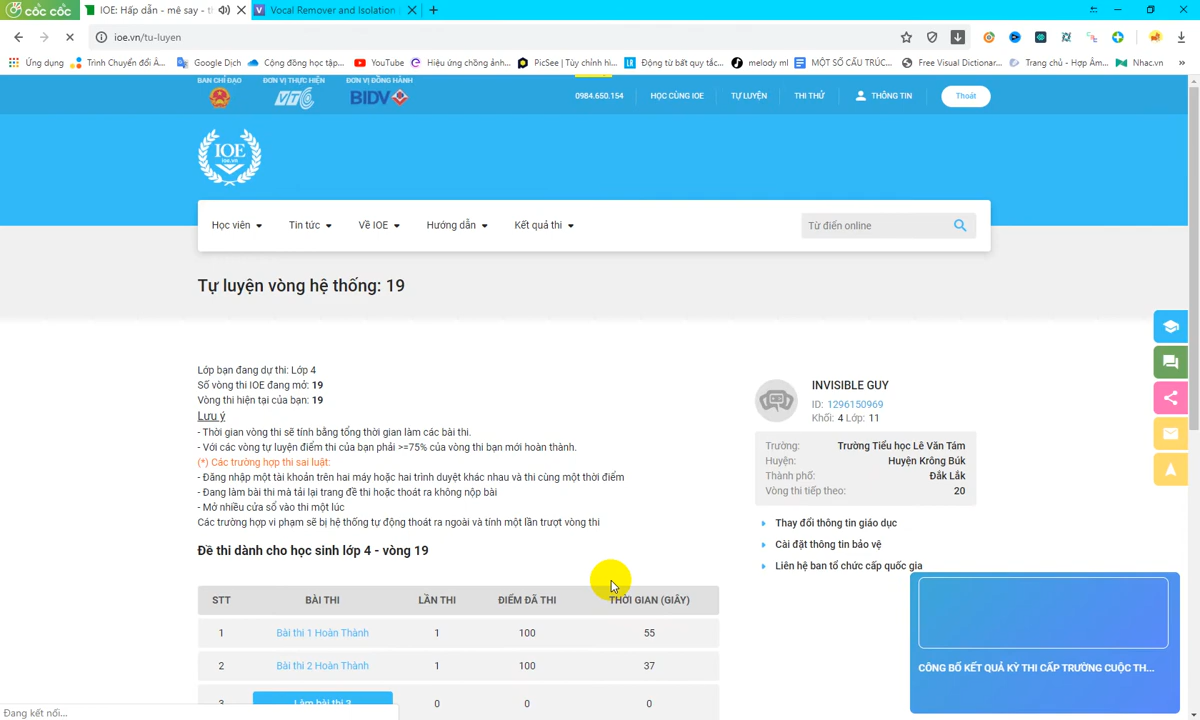 cốc cốc
IOE: Hấp dẫn - mê say - t
Vocal Remover and Isolation
ioe.vn/tu-luyen
Ứng dụng
Trình Chuyển đổi Â...
Google Dịch
Cộng đồng học tập...
YouTube
Hiệu ứng chồng ảnh...
PicSee | Tùy chỉnh hi...
Động từ bất quy tắc...
melody ml
MỘT SỐ CẤU TRÚC...
Free Visual Dictionar...
Trang chủ - Hợp Âm...
Nhac.vn
»
BAN CHỈ ĐẠO
ĐƠN VỊ THỰC HIỆN
ĐƠN VỊ ĐỒNG HÀNH
VTC
BIDV
0984.650.154
HỌC CÙNG IOE
TỰ LUYỆN
THI THỬ
THÔNG TIN
Thoát
IOE
ioe.vn
Học viên
Tin tức
Về IOE
Hướng dẫn
Kết quả thi
Từ điển online
Tự luyện vòng hệ thống: 19
Lớp bạn đang dự thi: Lớp 4
Số vòng thi IOE đang mở: 19
Vòng thi hiện tại của bạn: 19
Lưu ý
- Thời gian vòng thi sẽ tính bằng tổng thời gian làm các bài thi.
- Với các vòng tự luyện điểm thi của bạn phải >=75% của vòng thi bạn mới hoàn thành.
(*) Các trường hợp thi sai luật:
- Đăng nhập một tài khoản trên hai máy hoặc hai trình duyệt khác nhau và thi cùng một thời điểm
- Đang làm bài thi mà tải lại trang đề thi hoặc thoát ra không nộp bài
- Mở nhiều cửa sổ vào thi một lúc
Các trường hợp vi phạm sẽ bị hệ thống tự động thoát ra ngoài và tính một lần trượt vòng thi
Đề thi dành cho học sinh lớp 4 - vòng 19
STT BÀI THI LẦN THI ĐIỂM ĐÃ THI THỜI GIAN (GIÂY)
1 Bài thi 1 Hoàn Thành 1 100 55
2 Bài thi 2 Hoàn Thành 1 100 37
3 Làm bài thi 3 0 0 0
INVISIBLE GUY
ID: 1296150969
Khối: 4 Lớp: 11
Trường: Trường Tiểu học Lê Văn Tám
Huyện: Huyện Krông Búk
Thành phố: Đắk Lắk
Vòng thi tiếp theo: 20
Thay đổi thông tin giáo dục
Cài đặt thông tin bảo vệ
Liên hệ ban tổ chức cấp quốc gia
CÔNG BỐ KẾT QUẢ KỲ THI CẤP TRƯỜNG CUỘC TH...
Đang kết nối...